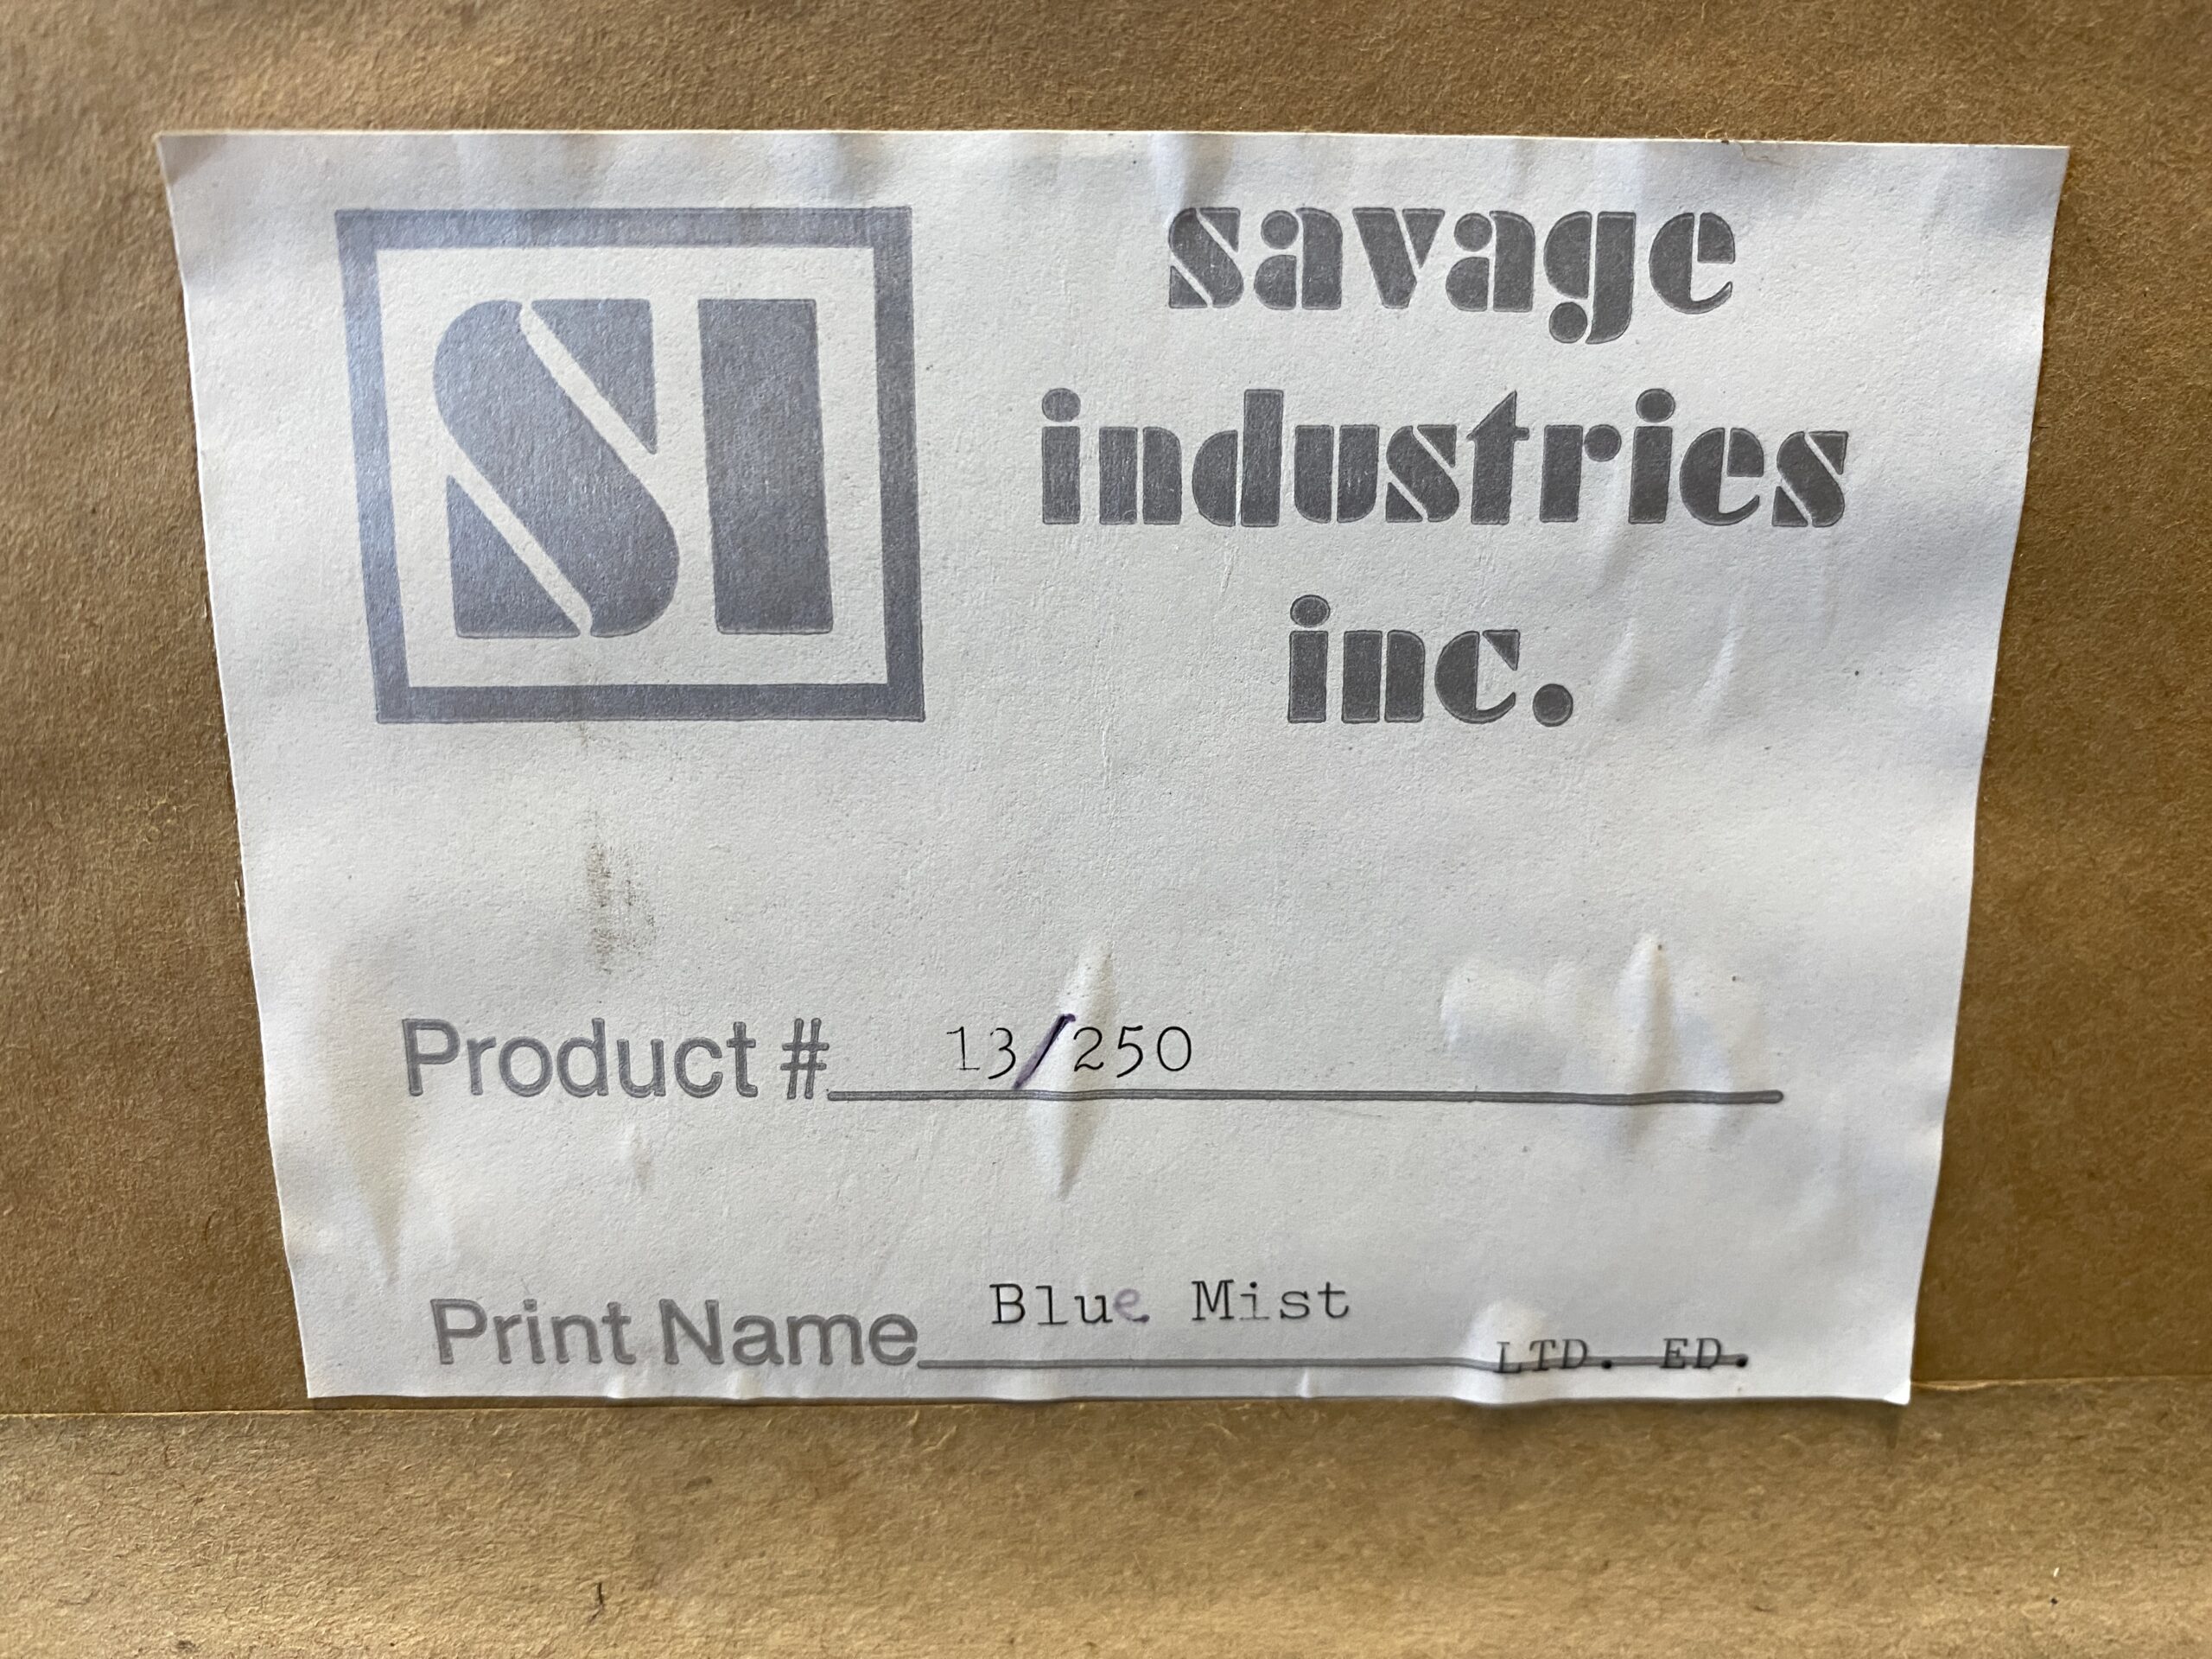 SI
savage
industries
inc.
Product # 13/250
Print Name Blue Mist LTD. ED.